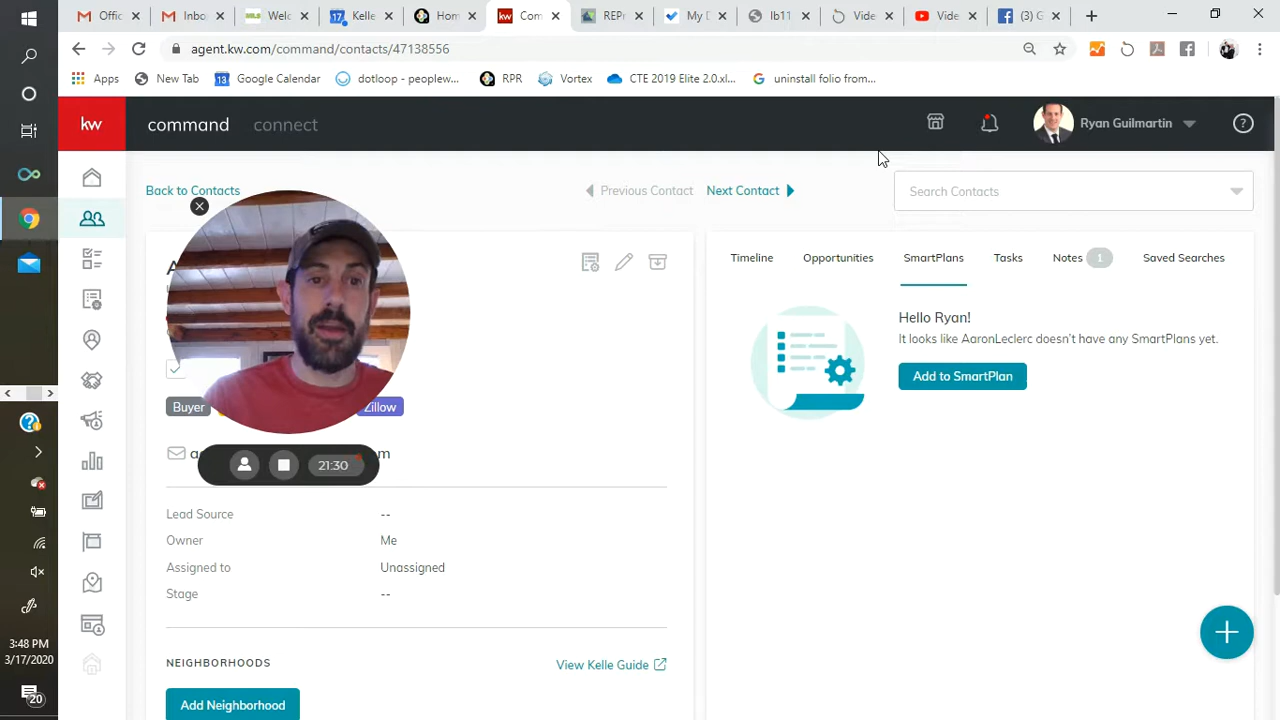 Office
Inbo
Welc
Kelle
Hom
Com
REPr
My D
lb11
Vide
Vide
(3) C
agent.kw.com/command/contacts/47138556
Apps
New Tab
Google Calendar
dotloop - peoplew...
RPR
Vortex
CTE 2019 Elite 2.0.xl...
uninstall folio from...
kw
command
connect
Ryan Guilmartin
Back to Contacts
Previous Contact
Next Contact
Search Contacts
Timeline
Opportunities
SmartPlans
Tasks
Notes 1
Saved Searches
Hello Ryan!
It looks like AaronLeclerc doesn't have any SmartPlans yet.
Add to SmartPlan
Buyer
Zillow
21:30
Lead Source --
Owner Me
Assigned to Unassigned
Stage --
NEIGHBORHOODS
View Kelle Guide
Add Neighborhood
3:48 PM
3/17/2020
20